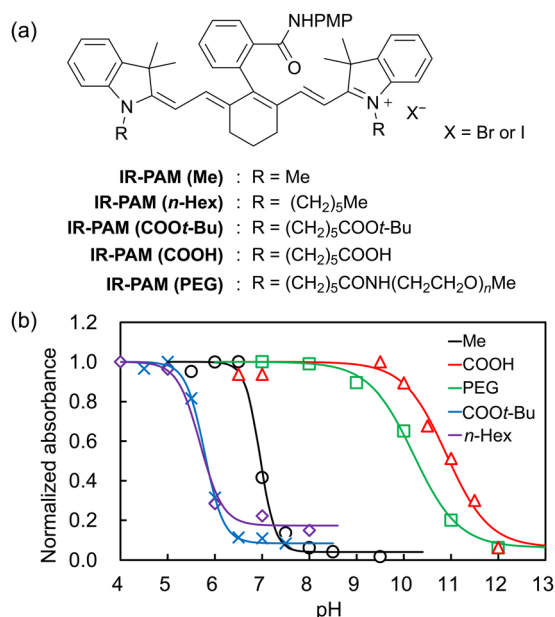 (a)
NHPMP
O
N
R
N+
R
X−
X = Br or I
IR-PAM (Me) : R = Me
IR-PAM (n-Hex) : R = (CH2)5Me
IR-PAM (COOt-Bu) : R = (CH2)5COOt-Bu
IR-PAM (COOH) : R = (CH2)5COOH
IR-PAM (PEG) : R = (CH2)5CONH(CH2CH2O)nMe
(b)
Normalized absorbance
1.2
1.0
0.8
0.6
0.4
0.2
0.0
Me
COOH
PEG
COOt-Bu
n-Hex
4 5 6 7 8 9 10 11 12 13
pH